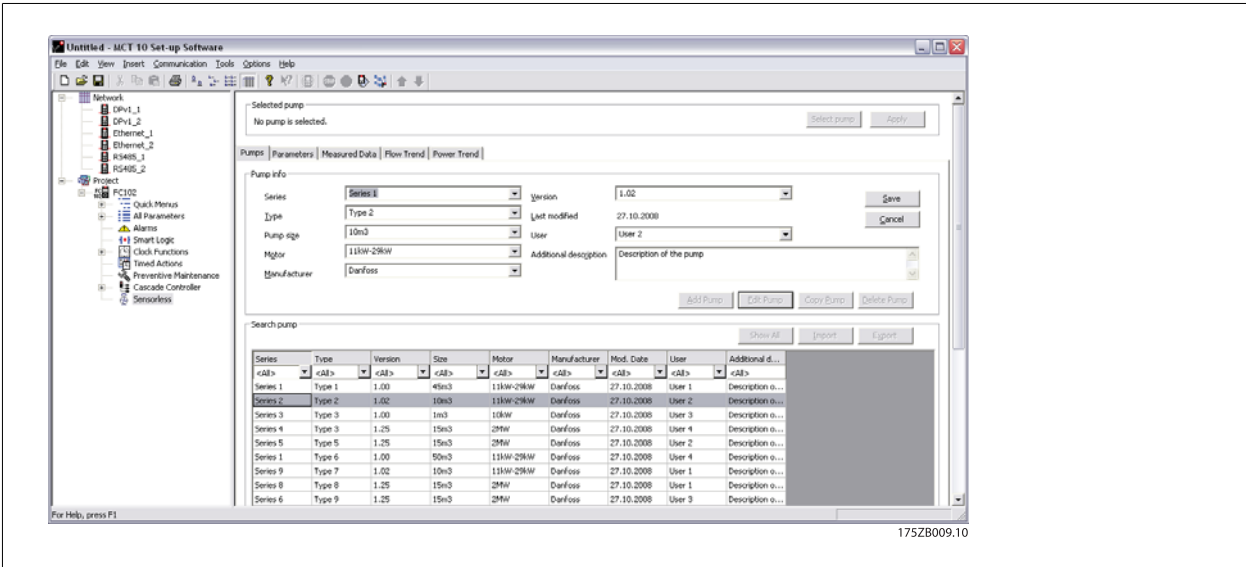 Untitled - MCT 10 Set-up Software
File Edit View Insert Communication Tools Options Help
Network
DPv1_1
DPv1_2
Ethernet_1
Ethernet_2
RS485_1
RS485_2
Project
FC102
Quick Menus
All Parameters
Alarms
Smart Logic
Clock Functions
Timed Actions
Preventive Maintenance
Cascade Controller
Sensorless
Selected pump
No pump is selected.
Select pump Apply
Pumps Parameters Measured Data Flow Trend Power Trend
Pump info
Series Series 1 Version 1.02 Save
Type Type 2 Last modified 27.10.2008 Cancel
Pump size 10m3 User User 2
Motor 11kW-29kW Additional description Description of the pump
Manufacturer Danfoss
Add Pump Edit Pump Copy Pump Delete Pump
Search pump
Show All Import Export
Series Type Version Size Motor Manufacturer Mod. Date User Additional d...
<All> <All> <All> <All> <All> <All> <All> <All> <All>
Series 1 Type 1 1.00 45m3 11kW-29kW Danfoss 27.10.2008 User 1 Description o...
Series 2 Type 2 1.02 10m3 11kW-29kW Danfoss 27.10.2008 User 2 Description o...
Series 3 Type 3 1.00 1m3 10kW Danfoss 27.10.2008 User 3 Description o...
Series 4 Type 3 1.25 15m3 2MW Danfoss 27.10.2008 User 4 Description o...
Series 5 Type 5 1.25 15m3 2MW Danfoss 27.10.2008 User 2 Description o...
Series 1 Type 6 1.00 50m3 11kW-29kW Danfoss 27.10.2008 User 4 Description o...
Series 9 Type 7 1.02 10m3 11kW-29kW Danfoss 27.10.2008 User 1 Description o...
Series 8 Type 8 1.25 15m3 2MW Danfoss 27.10.2008 User 1 Description o...
Series 6 Type 9 1.25 15m3 2MW Danfoss 27.10.2008 User 3 Description o...
For Help, press F1
175ZB009.10